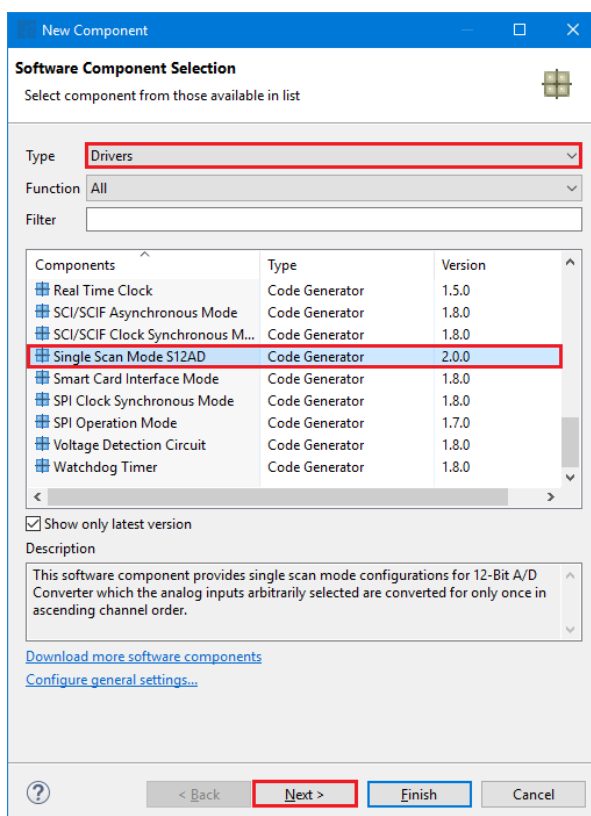 New Component
Software Component Selection
Select component from those available in list
Type Drivers
Function All
Filter
Components Type Version
Real Time Clock Code Generator 1.5.0
SCI/SCIF Asynchronous Mode Code Generator 1.8.0
SCI/SCIF Clock Synchronous M... Code Generator 1.8.0
Single Scan Mode S12AD Code Generator 2.0.0
Smart Card Interface Mode Code Generator 1.8.0
SPI Clock Synchronous Mode Code Generator 1.8.0
SPI Operation Mode Code Generator 1.7.0
Voltage Detection Circuit Code Generator 1.8.0
Watchdog Timer Code Generator 1.8.0
Show only latest version
Description
This software component provides single scan mode configurations for 12-Bit A/D
Converter which the analog inputs arbitrarily selected are converted for only once in
ascending channel order.
Download more software components
Configure general settings...
? < Back Next > Finish Cancel